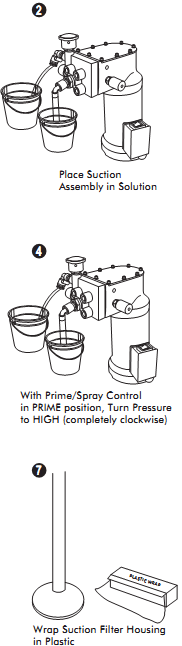 2
Place Suction
Assembly in Solution
4
With Prime/Spray Control
in PRIME position, Turn Pressure
to HIGH (completely clockwise)
7
PLASTIC WRAP
Wrap Suction Filter Housing
in Plastic